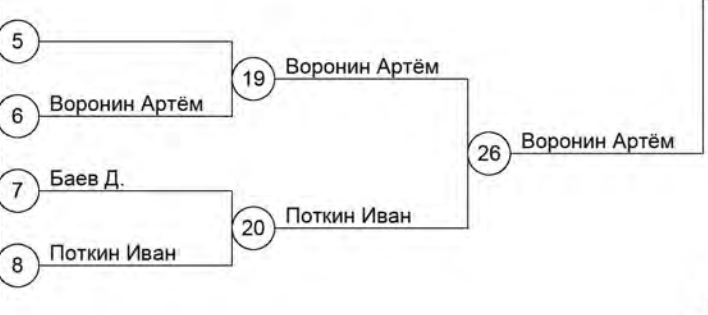 5
19 Воронин Артём
6 Воронин Артём
26 Воронин Артём
7 Баев Д.
20 Поткин Иван
8 Поткин Иван